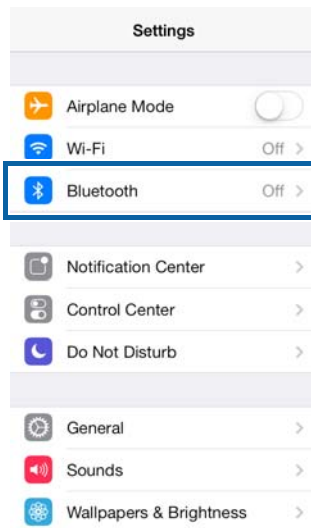 Settings
Airplane Mode
Wi-Fi Off
Bluetooth Off
Notification Center
Control Center
Do Not Disturb
General
Sounds
Wallpapers & Brightness